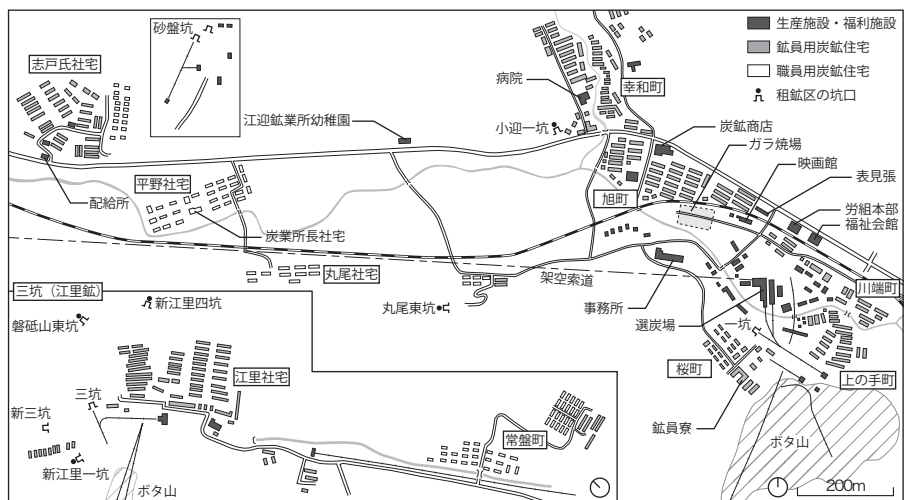 砂盤坑
志戸氏社宅
江迎鉱業所幼稚園
病院
小迎一坑
幸和町
生産施設・福利施設
鉱員用炭鉱住宅
職員用炭鉱住宅
租鉱区の坑口
炭鉱商店
ガラ焼場
映画館
表見張
労組本部
福祉会館
配給所
平野社宅
炭業所長社宅
旭町
丸尾社宅
丸尾東坑
架空索道
事務所
選炭場
一坑
川端町
桜町
上の手町
鉱員寮
ボタ山
200m
三坑（江里鉱）
新江里四坑
磐砥山東坑
江里社宅
三坑
新三坑
新江里一坑
ボタ山
常盤町